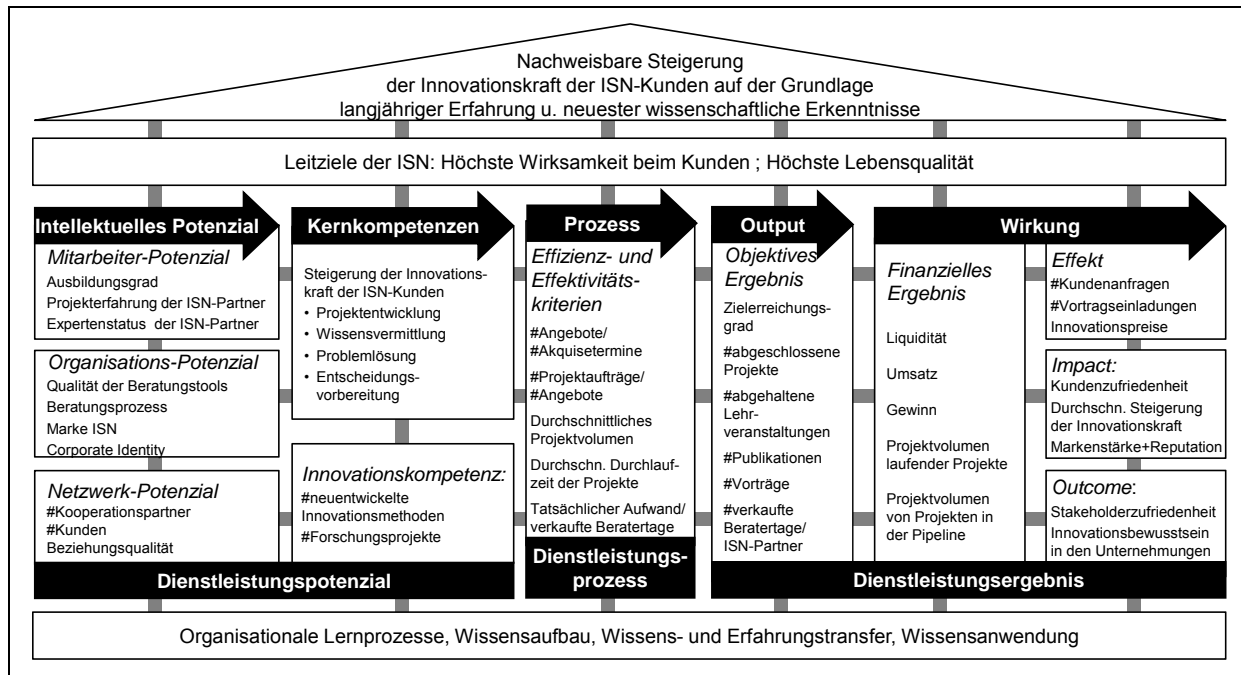 Nachweisbare Steigerung
der Innovationskraft der ISN-Kunden auf der Grundlage
langjähriger Erfahrung u. neuester wissenschaftliche Erkenntnisse
Leitziele der ISN: Höchste Wirksamkeit beim Kunden ; Höchste Lebensqualität
Intellektuelles Potenzial
Mitarbeiter-Potenzial
Ausbildungsgrad
Projekterfahrung der ISN-Partner
Expertenstatus der ISN-Partner
Organisations-Potenzial
Qualität der Beratungstools
Beratungsprozess
Marke ISN
Corporate Identity
Netzwerk-Potenzial
#Kooperationspartner
#Kunden
Beziehungsqualität
Kernkompetenzen
Steigerung der Innovations-
kraft der ISN-Kunden
• Projektentwicklung
• Wissensvermittlung
• Problemlösung
• Entscheidungs-
vorbereitung
Innovationskompetenz:
#neuentwickelte
Innovationsmethoden
#Forschungsprojekte
Dienstleistungspotenzial
Prozess
Effizienz- und
Effektivitäts-
kriterien
#Angebote/
#Akquisetermine
#Projektaufträge/
#Angebote
Durchschnittliches
Projektvolumen
Durchschn. Durchlauf-
zeit der Projekte
Tatsächlicher Aufwand/
verkaufte Beratertage
Dienstleistungs-
prozess
Output
Objektives
Ergebnis
Zielerreichungs-
grad
#abgeschlossene
Projekte
#abgehaltene
Lehr-
veranstaltungen
#Publikationen
#Vorträge
#verkaufte
Beratertage/
ISN-Partner
Wirkung
Finanzielles
Ergebnis
Liquidität
Umsatz
Gewinn
Projektvolumen
laufender Projekte
Projektvolumen
von Projekten in
der Pipeline
Effekt
#Kundenanfragen
#Vortragseinladungen
Innovationspreise
Impact:
Kundenzufriedenheit
Durchschn. Steigerung
der Innovationskraft
Markenstärke+Reputation
Outcome:
Stakeholderzufriedenheit
Innovationsbewusstsein
in den Unternehmungen
Dienstleistungsergebnis
Organisationale Lernprozesse, Wissensaufbau, Wissens- und Erfahrungstransfer, Wissensanwendung